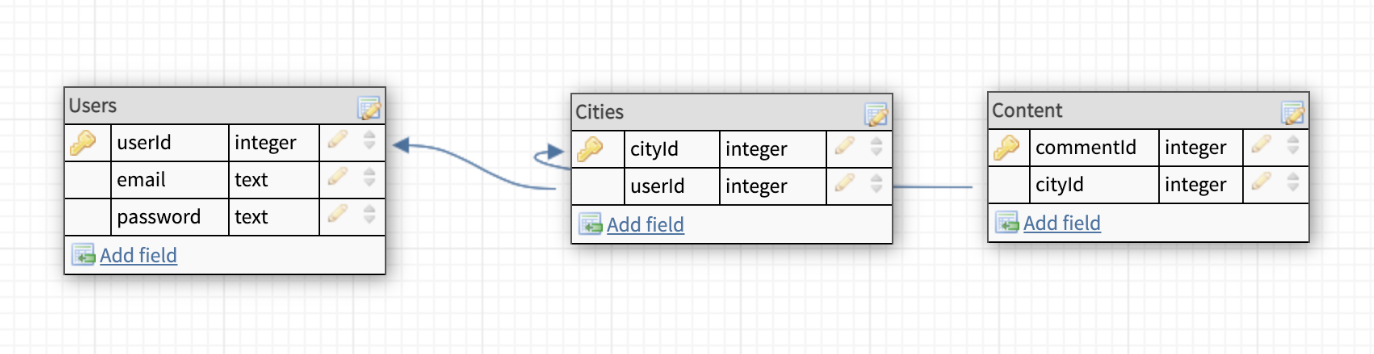 Users
userId integer
email text
password text
Add field
Cities
cityId integer
userId integer
Add field
Content
commentId integer
cityId integer
Add field